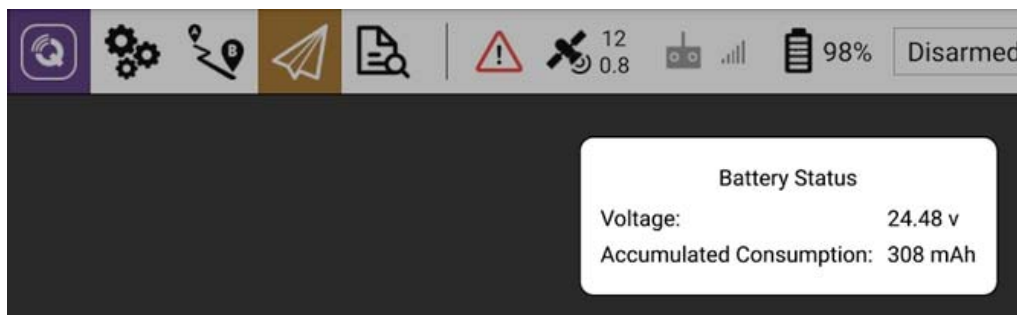 12
0.8
98%
Disarmed
Battery Status
Voltage: 24.48 v
Accumulated Consumption: 308 mAh